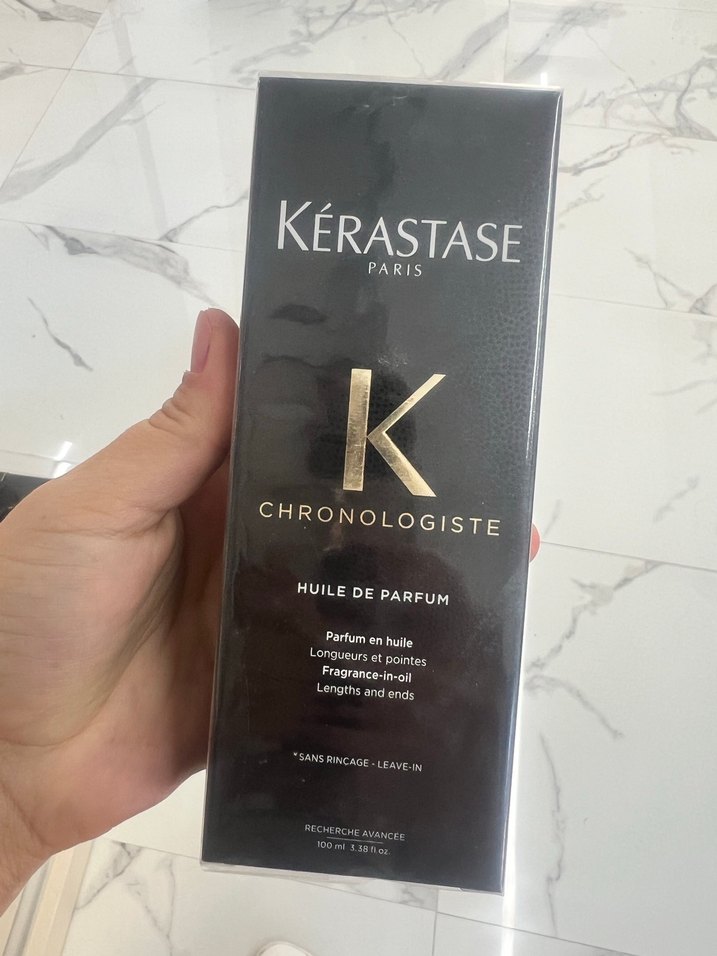 KÉRASTASE
PARIS
K
CHRONOLOGISTE
HUILE DE PARFUM
Parfum en huile
Longueurs et pointes
Fragrance-in-oil
Lengths and ends
*SANS RINCAGE - LEAVE-IN
RECHERCHE AVANCÉE
100 ml 3.38 fl.oz.